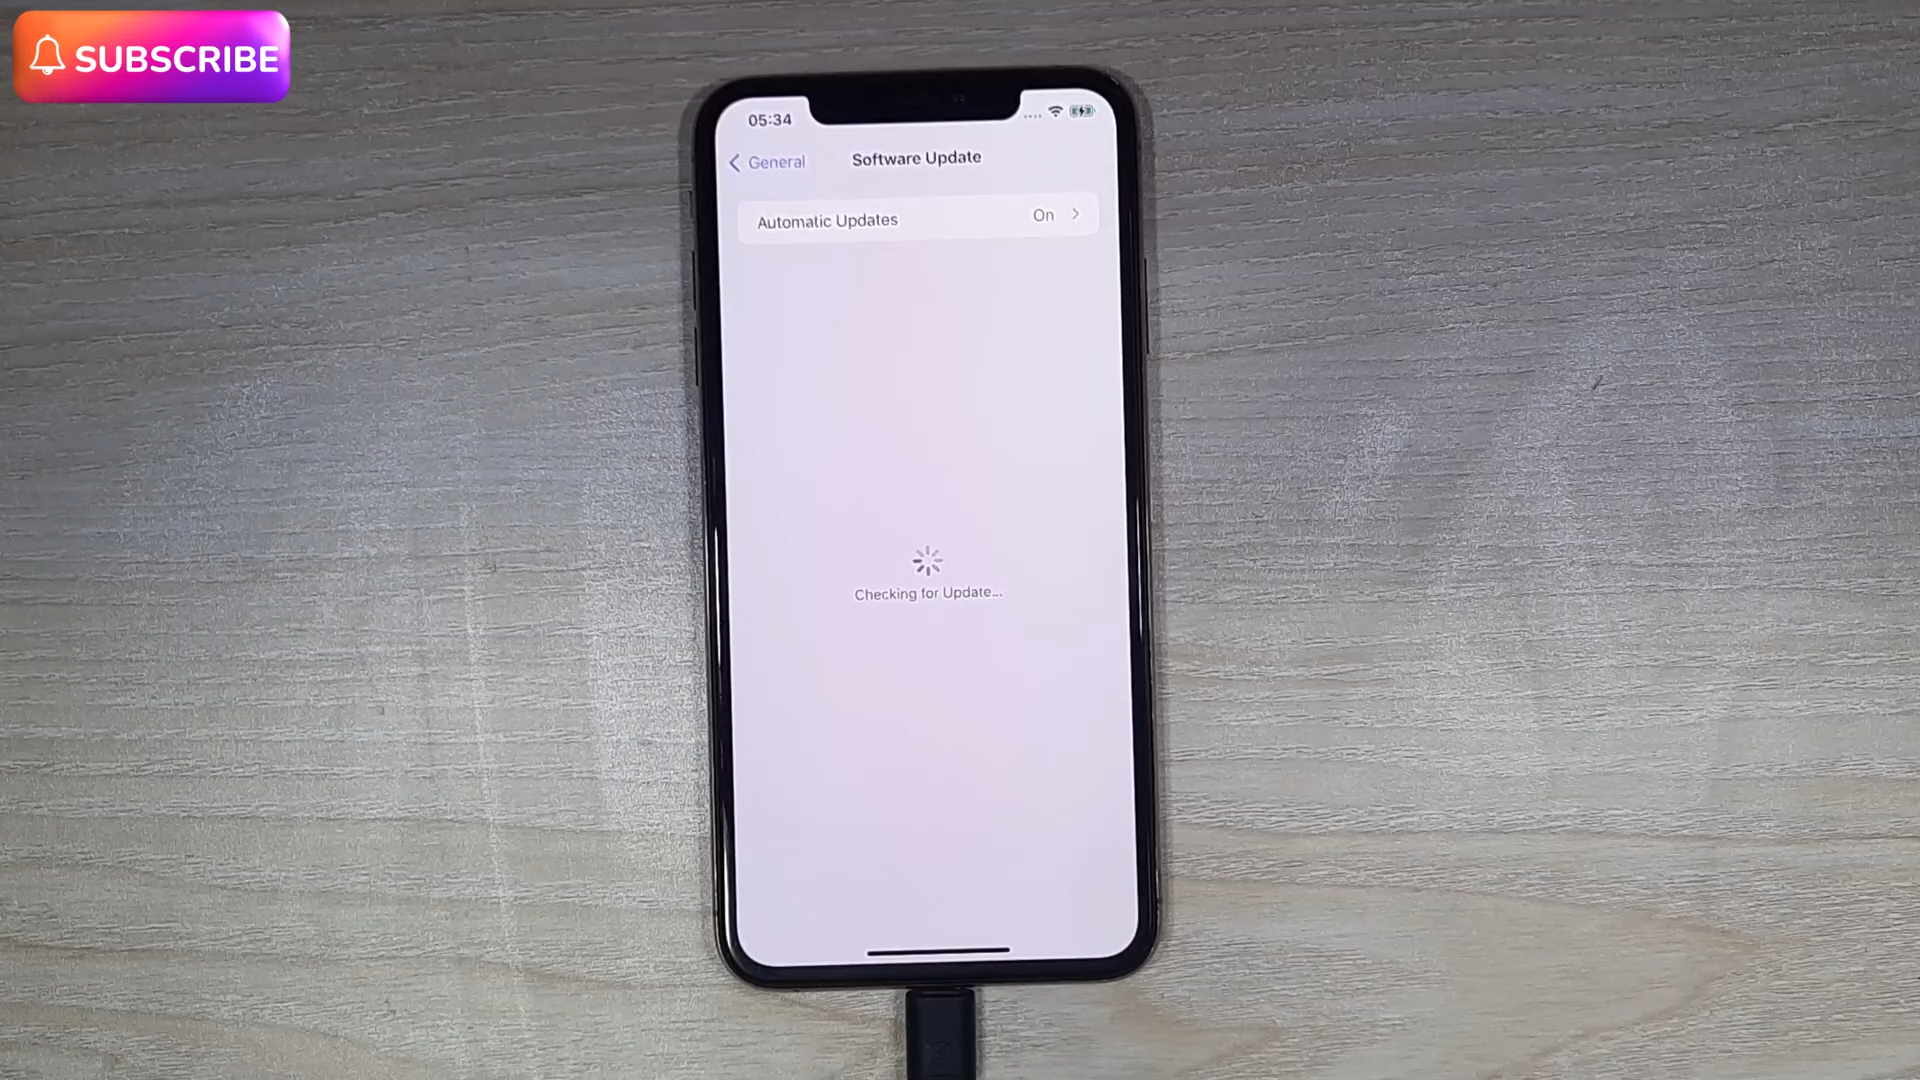 SUBSCRIBE
05:34
General
Software Update
Automatic Updates On
Checking for Update...